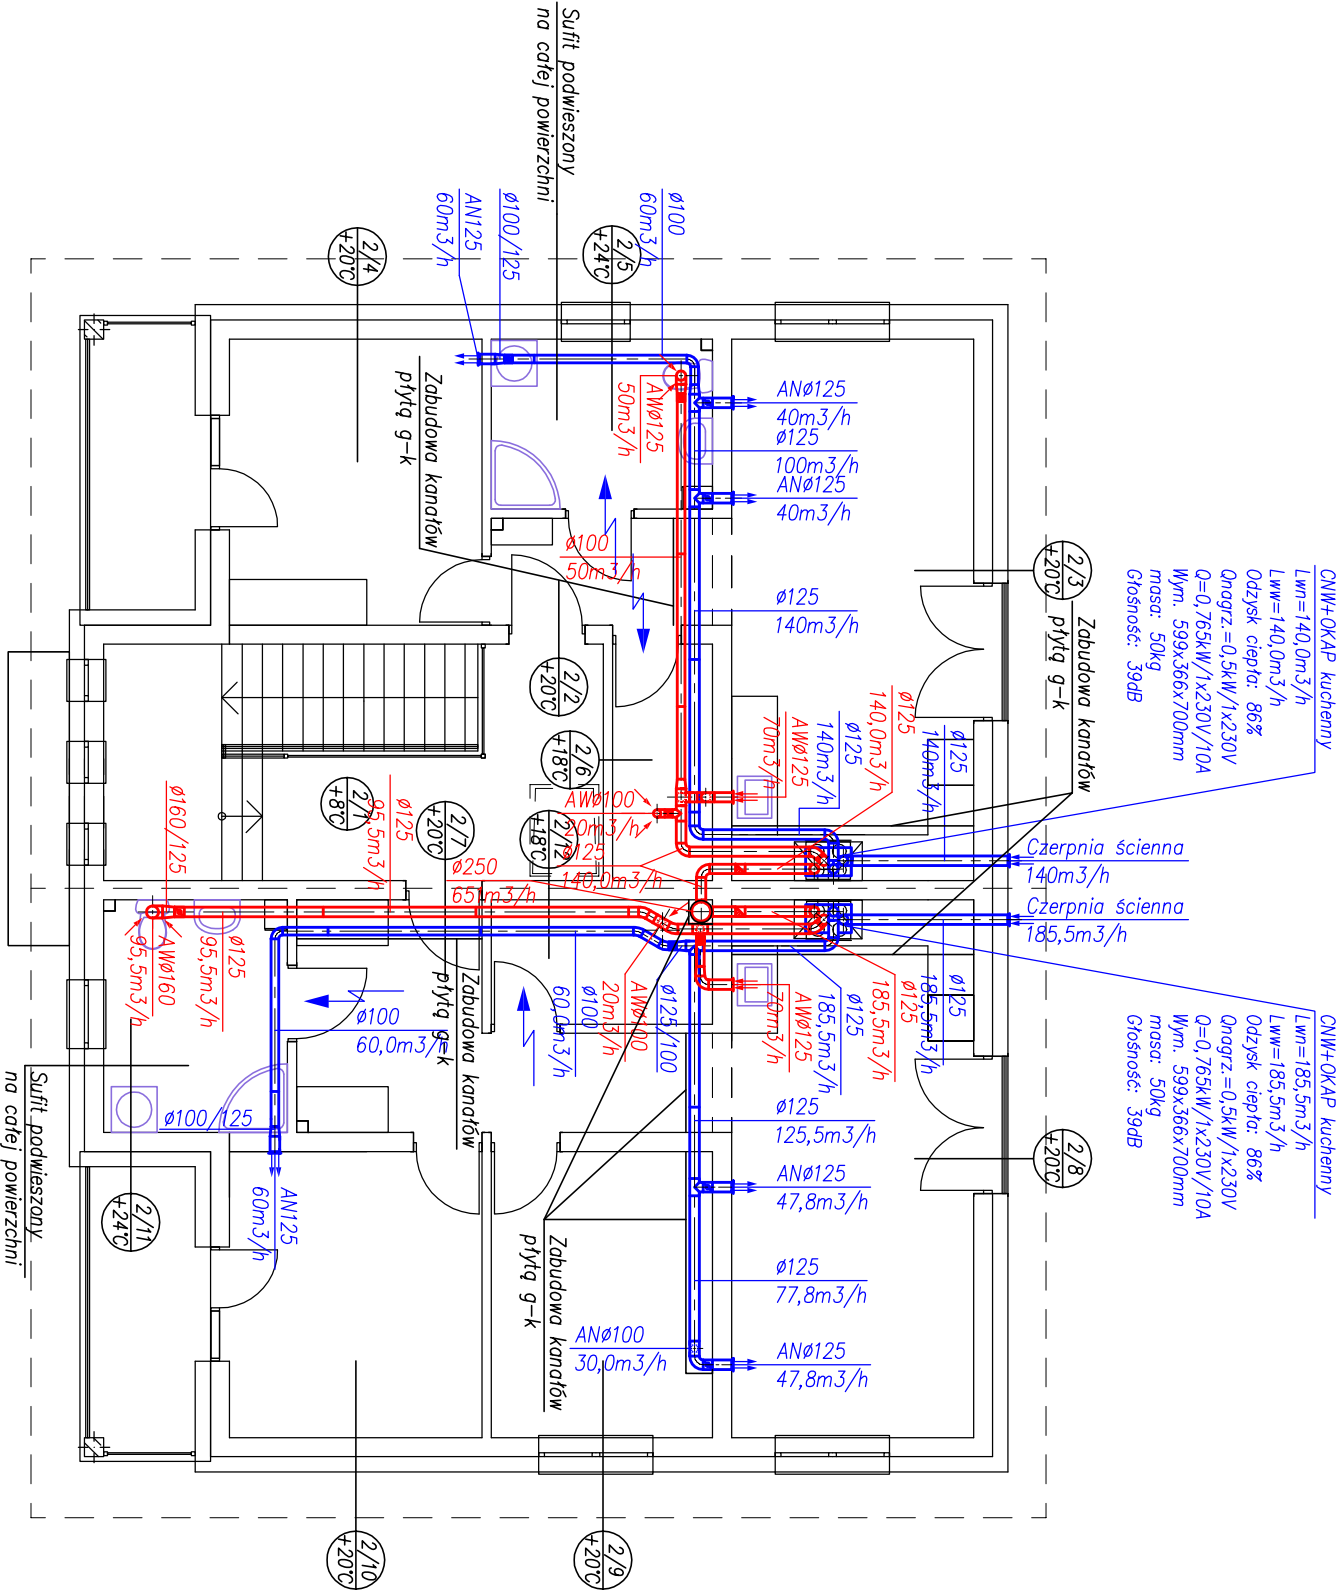 CNW+OKAP kuchenny
Lwn=140,0m3/h
Lww=140,0m3/h
Odzysk ciepła: 86%
Qnagrz.=0,5kW/1x230V
Q=0,765kW/1x230V/10A
Wym. 599x366x700mm
masa: 50kg
Głośność: 39dB
CNW+OKAP kuchenny
Lwn=185,5m3/h
Lww=185,5m3/h
Odzysk ciepła: 86%
Qnagrz.=0,5kW/1x230V
Q=0,765kW/1x230V/10A
Wym. 599x366x700mm
masa: 50kg
Głośność: 39dB
Sufit podwieszony
na całej powierzchni
ø100
60m3/h
ø100/125
AN125
60m3/h
2/4
+20°C
2/5
+24°C
Zabudowa kanałów
płytą g-k
AWø125
50m3/h
ANø125
40m3/h
ø125
100m3/h
ANø125
40m3/h
ø100
50m3/h
2/3
+20°C
Zabudowa kanałów
płytą g-k
ø125
140m3/h
2/2
+20°C
2/6
+18°C
2/1
+8°C
2/7
+20°C
2/12
+18°C
AWø125
70m3/h
ø125
140m3/h
ø125
140,0m3/h
ø125
140m3/h
AWø100
20m3/h
ø125
140,0m3/h
ø250
651m3/h
ø125
95,5m3/h
ø160/125
Czerpnia ścienna
140m3/h
Czerpnia ścienna
185,5m3/h
AWø160
95,5m3/h
ø125
95,5m3/h
ø100
60,0m3/h
Zabudowa kanałów
płytą g-k
ø100
60,0m3/h
AWø100
20m3/h
ø125/100
AWø125
70m3/h
ø125
185,5m3/h
ø125
185,5m3/h
ø125
185,5m3/h
ø100/125
AN125
60m3/h
ø125
125,5m3/h
ANø125
47,8m3/h
ø125
77,8m3/h
ANø125
47,8m3/h
ANø100
30,0m3/h
Zabudowa kanałów
płytą g-k
2/8
+20°C
2/11
+24°C
Sufit podwieszony
na całej powierzchni
2/10
+20°C
2/9
+20°C